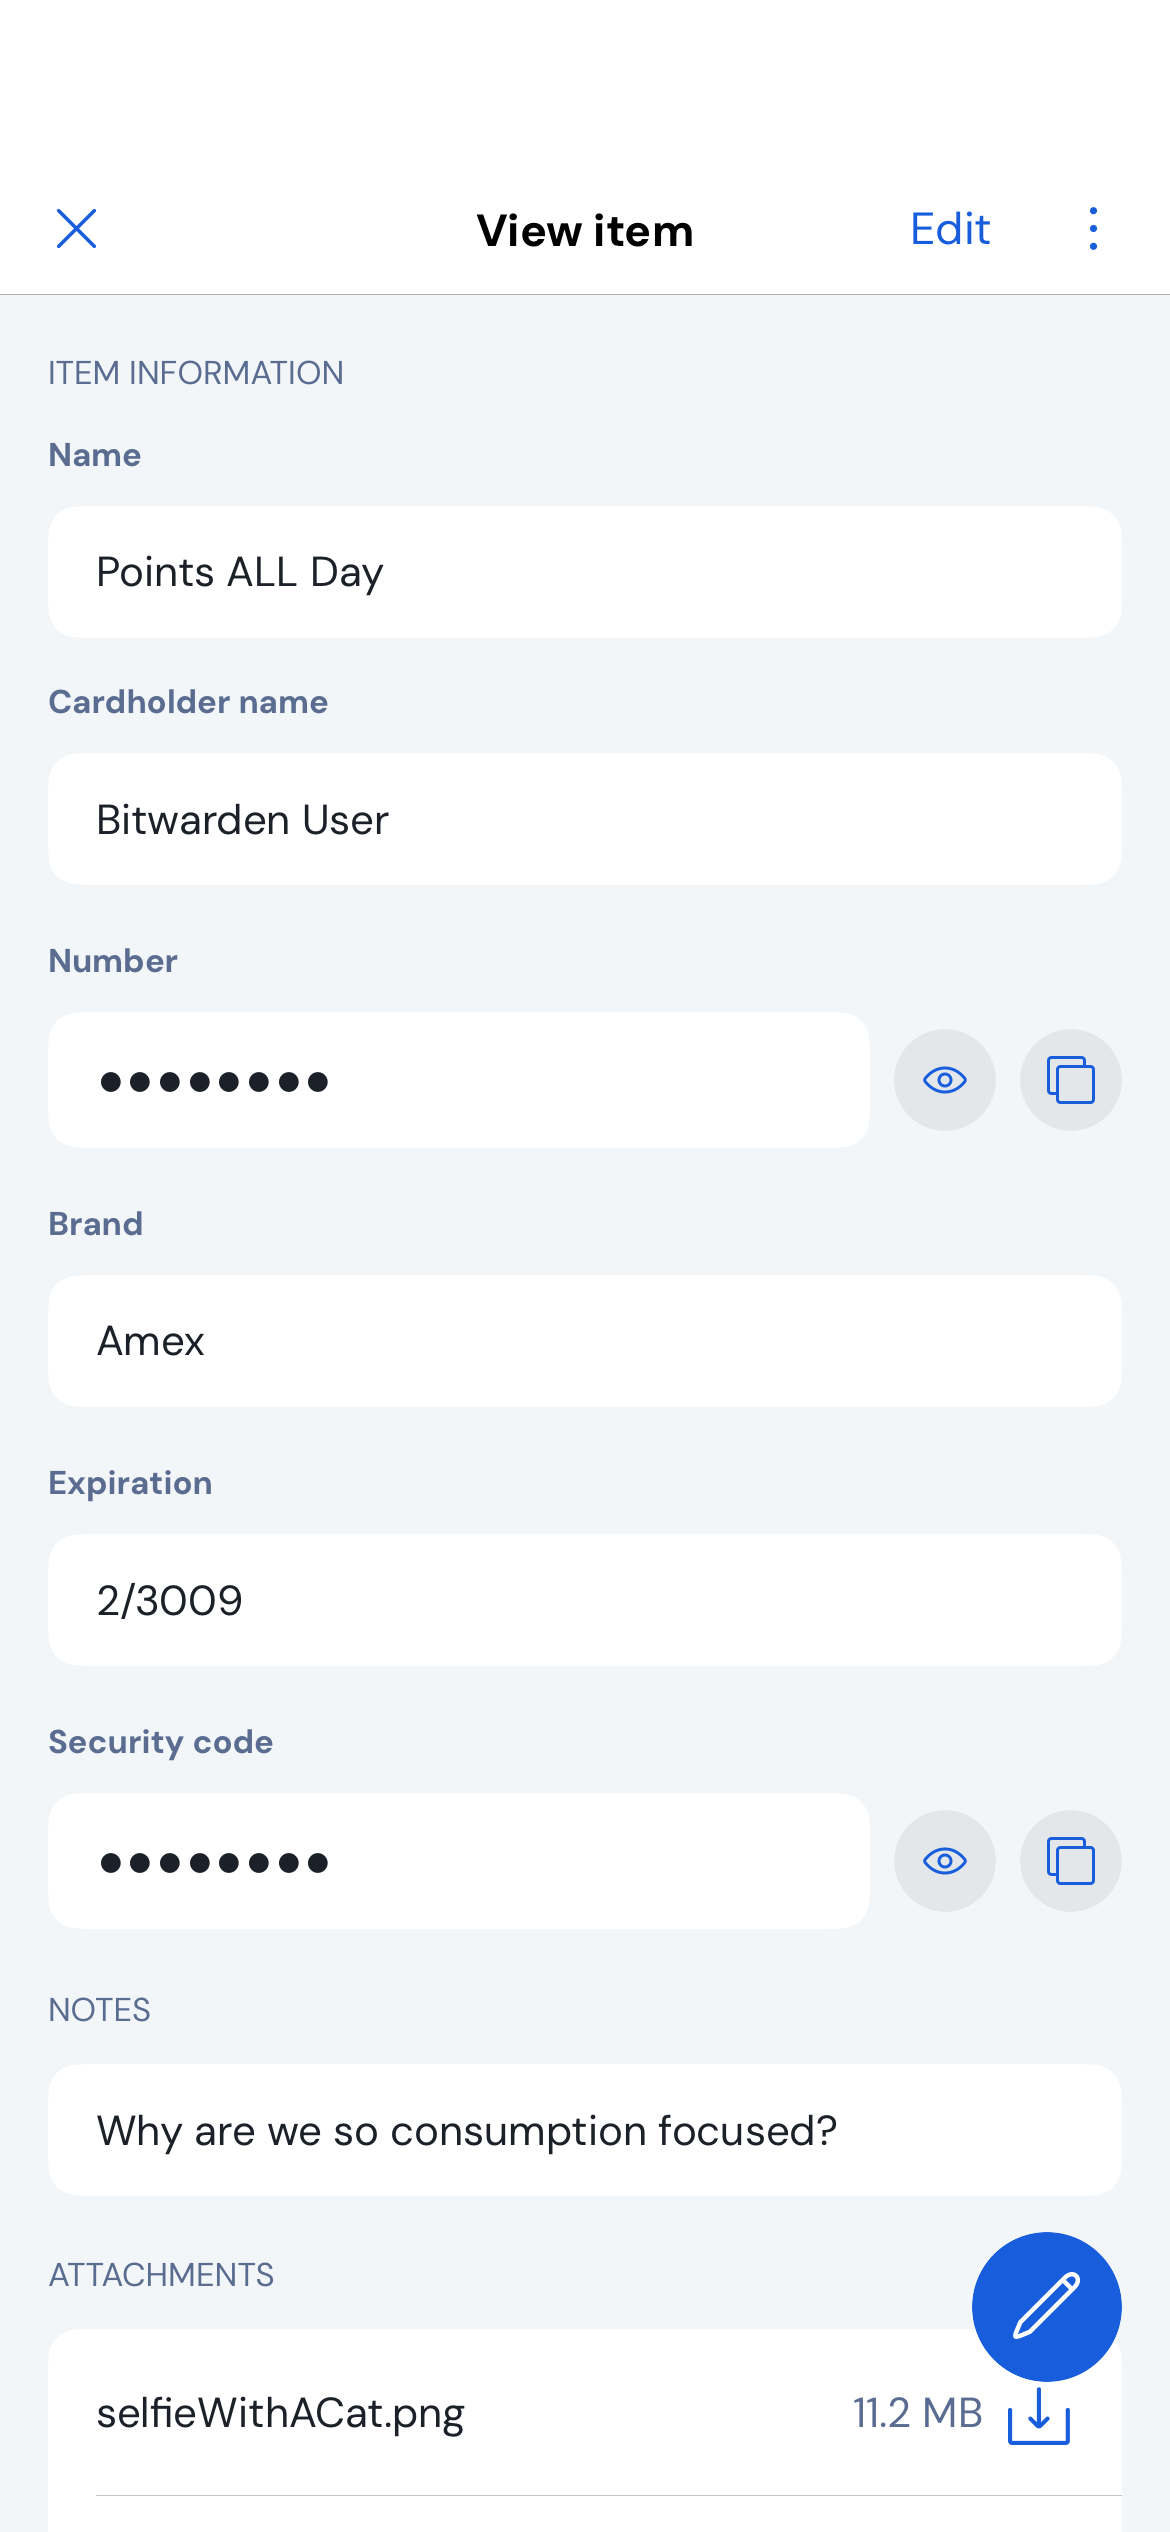 View item
Edit
ITEM INFORMATION
Name
Points ALL Day
Cardholder name
Bitwarden User
Number
●●●●●●●●
Brand
Amex
Expiration
2/3009
Security code
●●●●●●●●
NOTES
Why are we so consumption focused?
ATTACHMENTS
selfieWithACat.png 11.2 MB